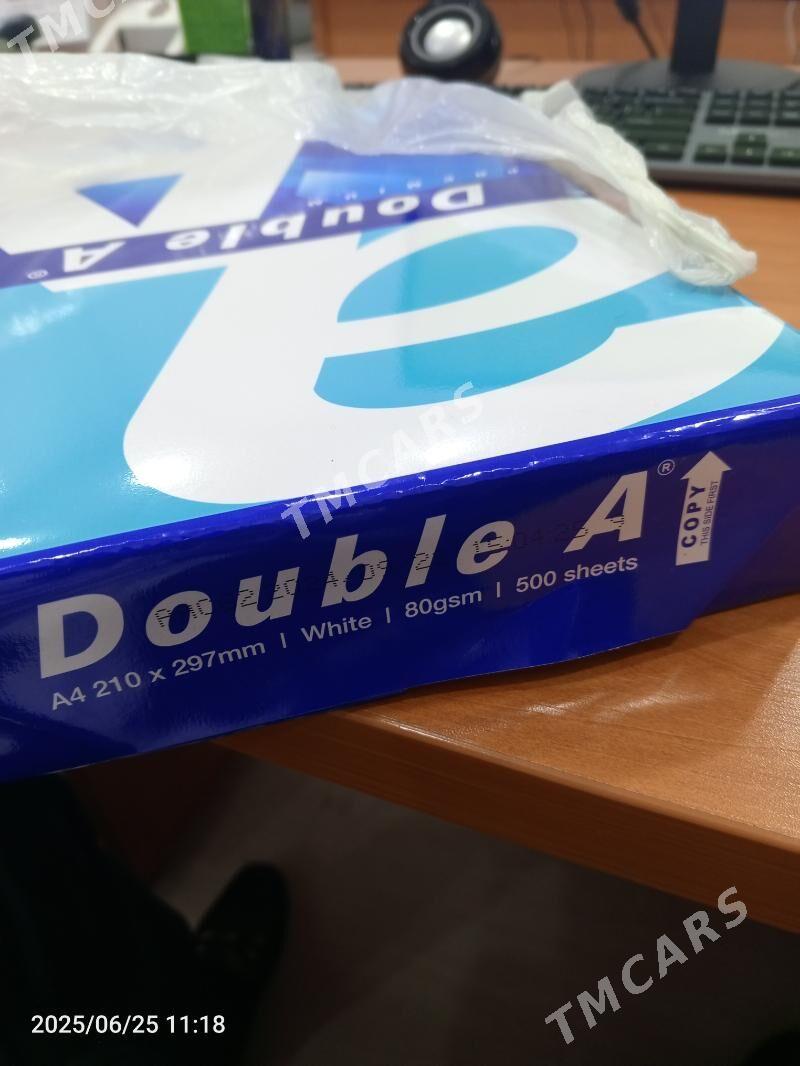 TMCARS
PREMIUM
Double A®
TMCARS
Double A®
COPY
THIS SIDE FIRST
A4 210 x 297mm | White | 80gsm | 500 sheets
TMCARS
2025/06/25 11:18